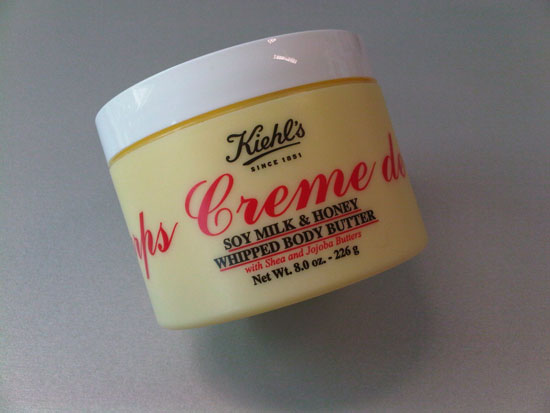 Kiehl's
SINCE 1851
rps Creme de
SOY MILK & HONEY
WHIPPED BODY BUTTER
with Shea and Jojoba Butters
Net Wt. 8.0 oz. - 226 g